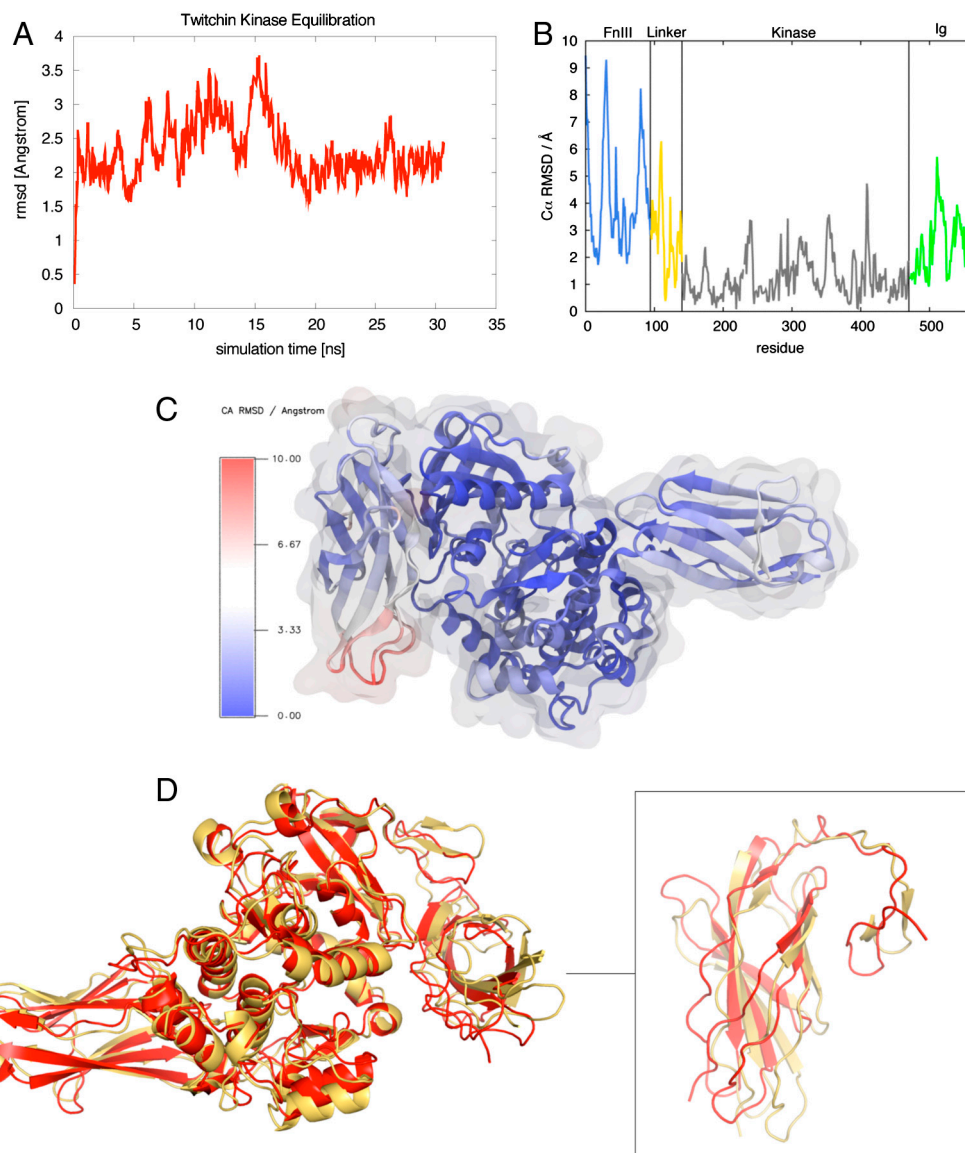 A
Twitchin Kinase Equilibration
4
3.5
3
2.5
2
1.5
1
0.5
0
rmsd [Angstrom]
0 5 10 15 20 25 30 35
simulation time [ns]
B
FnIII Linker Kinase Ig
10
9
8
7
6
5
4
3
2
1
0
Cα RMSD / Å
0 100 200 300 400 500
residue
C
CA RMSD / Angstrom
10.00
6.67
3.33
0.00
D